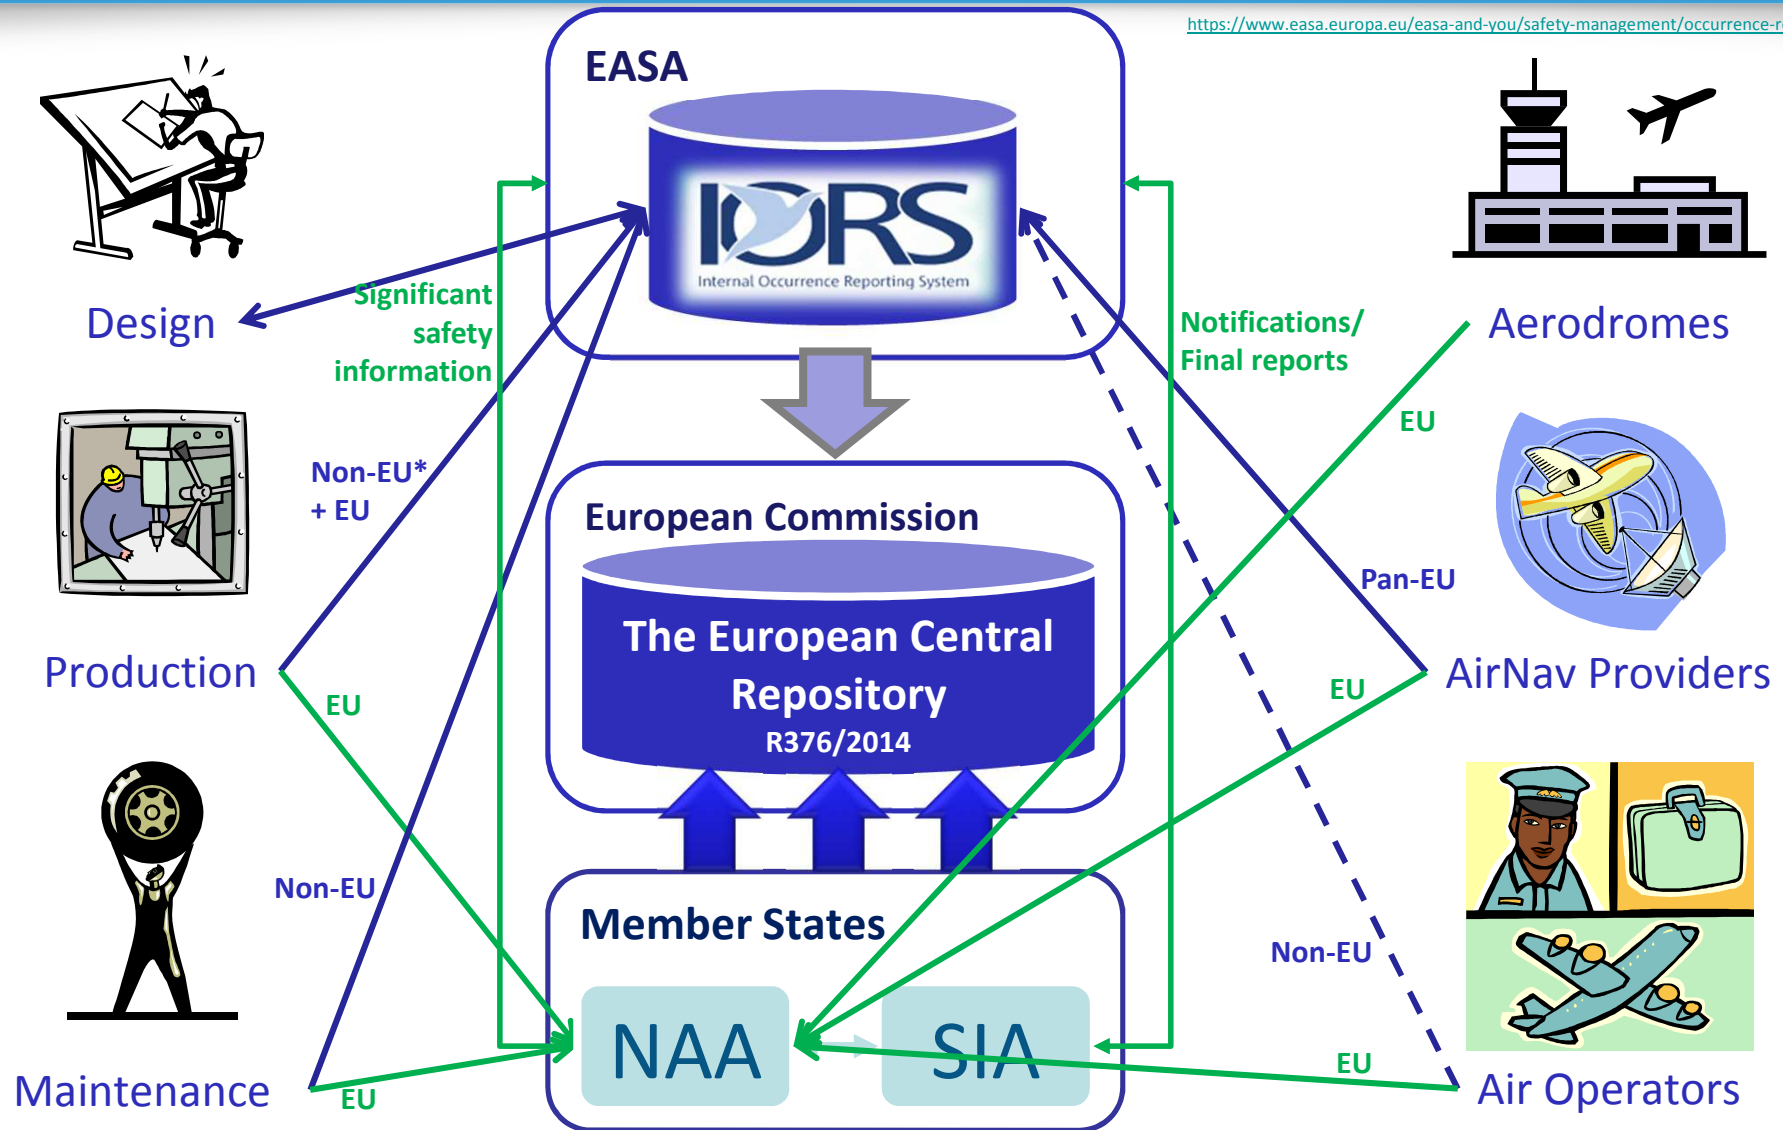 https://www.easa.europa.eu/easa-and-you/safety-management/occurrence-r
EASA
IORS
Internal Occurrence Reporting System
Design
Significant
safety
information
Notifications/
Final reports
Aerodromes
EU
Non-EU*
+ EU
European Commission
The European Central
Repository
R376/2014
Pan-EU
Production
EU
EU
AirNav Providers
Non-EU
Member States
NAA
SIA
Non-EU
EU
Maintenance
EU
Air Operators